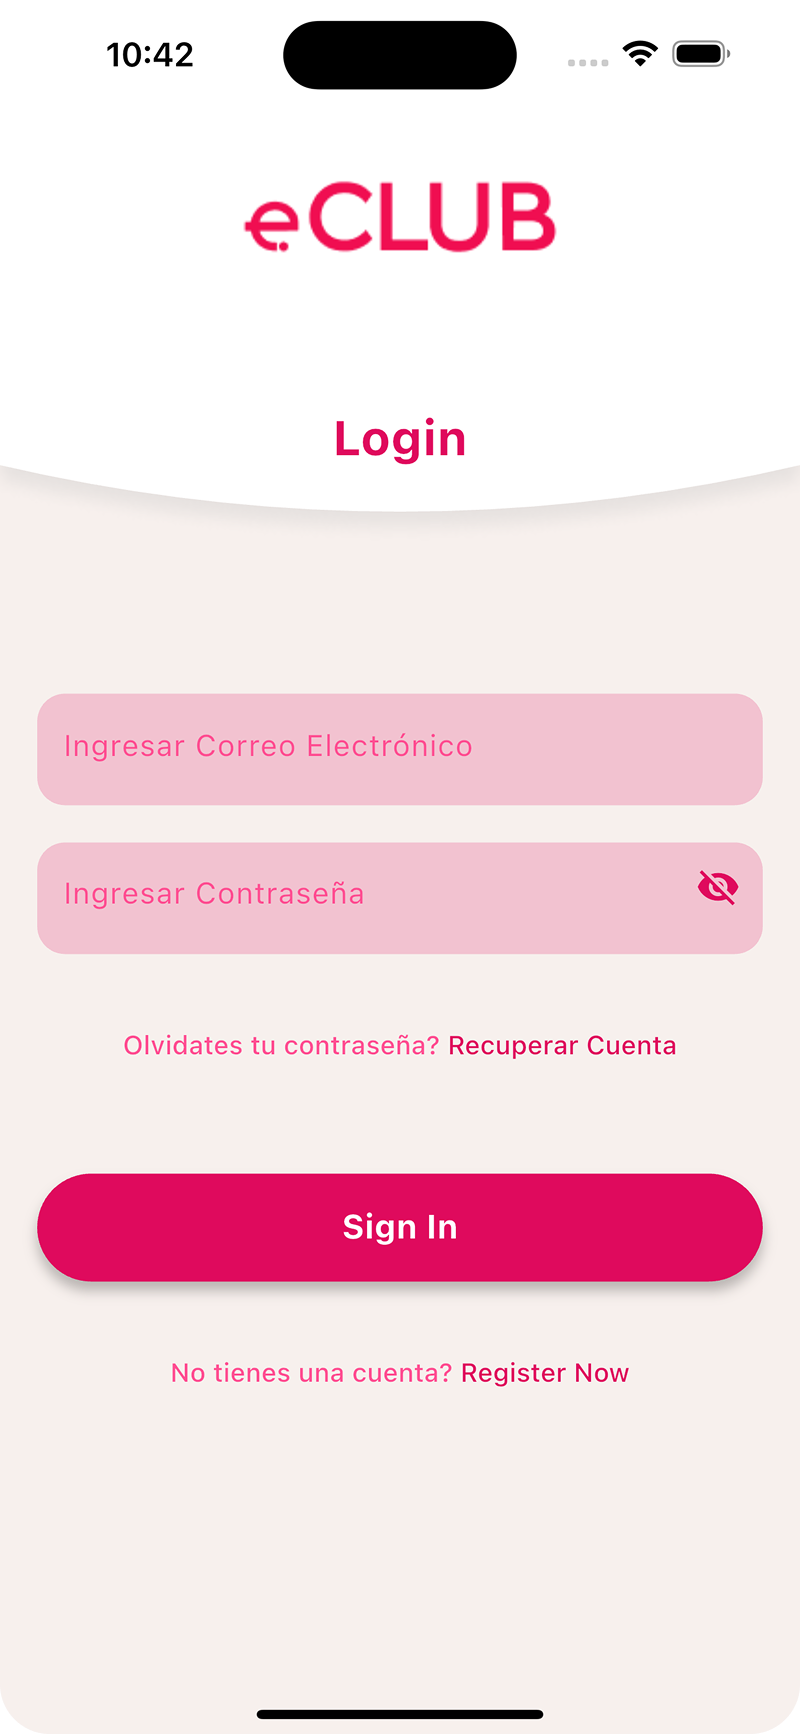 10:42
eCLUB
Login
Ingresar Correo Electrónico
Ingresar Contraseña
Olvidates tu contraseña? Recuperar Cuenta
Sign In
No tienes una cuenta? Register Now